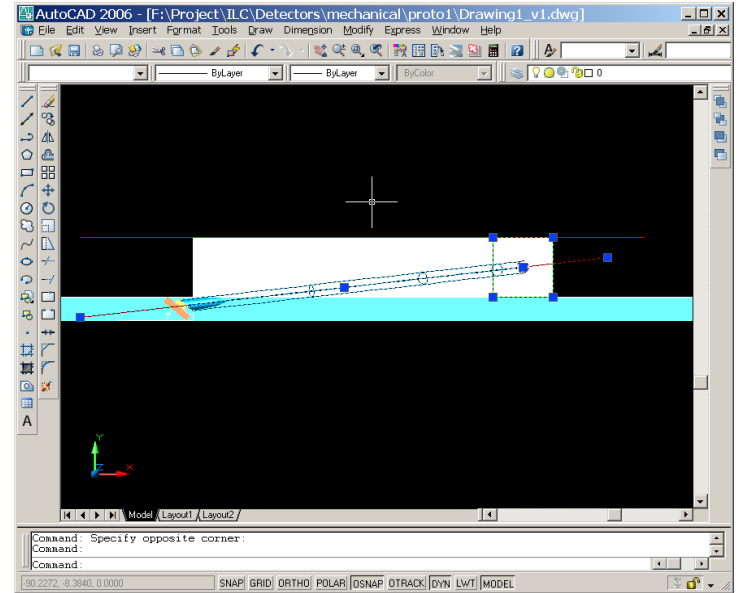 AutoCAD 2006 - [F:\Project\ILC\Detectors\mechanical\proto1\Drawing1_v1.dwg]
File Edit View Insert Format Tools Draw Dimension Modify Express Window Help
ByLayer ByLayer ByColor 0
Y
Z X
A
Model Layout1 Layout2
Command: Specify opposite corner:
Command:
Command:
-90.2272, -8.3840, 0.0000 SNAP GRID ORTHO POLAR OSNAP OTRACK DYN LWT MODEL